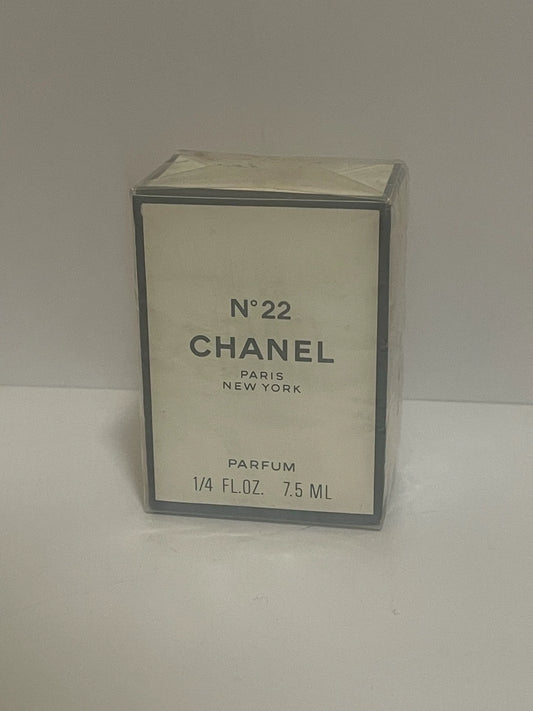 N°22
CHANEL
PARIS
NEW YORK
PARFUM
1/4 FL.OZ. 7.5 ML